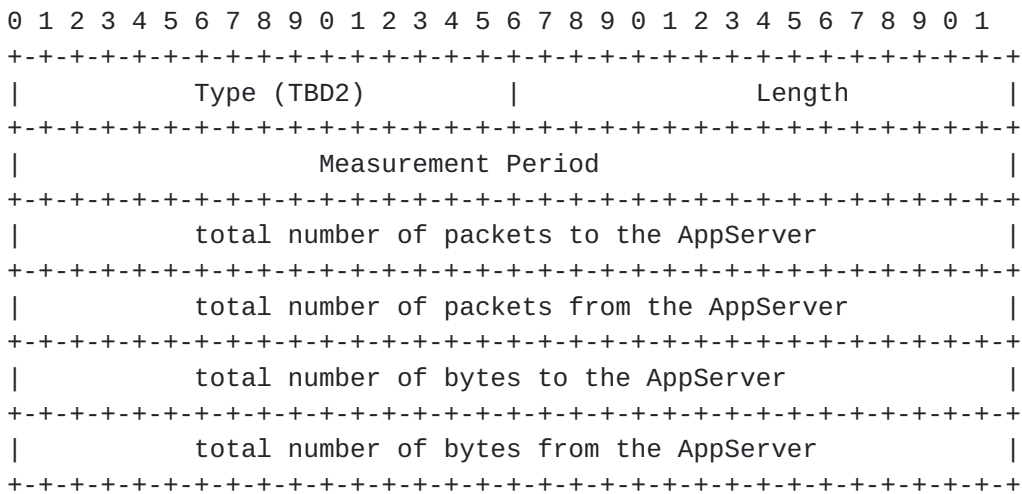 0 1 2 3 4 5 6 7 8 9 0 1 2 3 4 5 6 7 8 9 0 1 2 3 4 5 6 7 8 9 0 1
+-+-+-+-+-+-+-+-+-+-+-+-+-+-+-+-+-+-+-+-+-+-+-+-+-+-+-+-+-+-+-+-+
|           Type (TBD2)         |               Length          |
+-+-+-+-+-+-+-+-+-+-+-+-+-+-+-+-+-+-+-+-+-+-+-+-+-+-+-+-+-+-+-+-+
|                   Measurement Period                          |
+-+-+-+-+-+-+-+-+-+-+-+-+-+-+-+-+-+-+-+-+-+-+-+-+-+-+-+-+-+-+-+-+
|           total number of packets to the AppServer            |
+-+-+-+-+-+-+-+-+-+-+-+-+-+-+-+-+-+-+-+-+-+-+-+-+-+-+-+-+-+-+-+-+
|           total number of packets from the AppServer          |
+-+-+-+-+-+-+-+-+-+-+-+-+-+-+-+-+-+-+-+-+-+-+-+-+-+-+-+-+-+-+-+-+
|           total number of bytes to the AppServer              |
+-+-+-+-+-+-+-+-+-+-+-+-+-+-+-+-+-+-+-+-+-+-+-+-+-+-+-+-+-+-+-+-+
|           total number of bytes from the AppServer            |
+-+-+-+-+-+-+-+-+-+-+-+-+-+-+-+-+-+-+-+-+-+-+-+-+-+-+-+-+-+-+-+-+